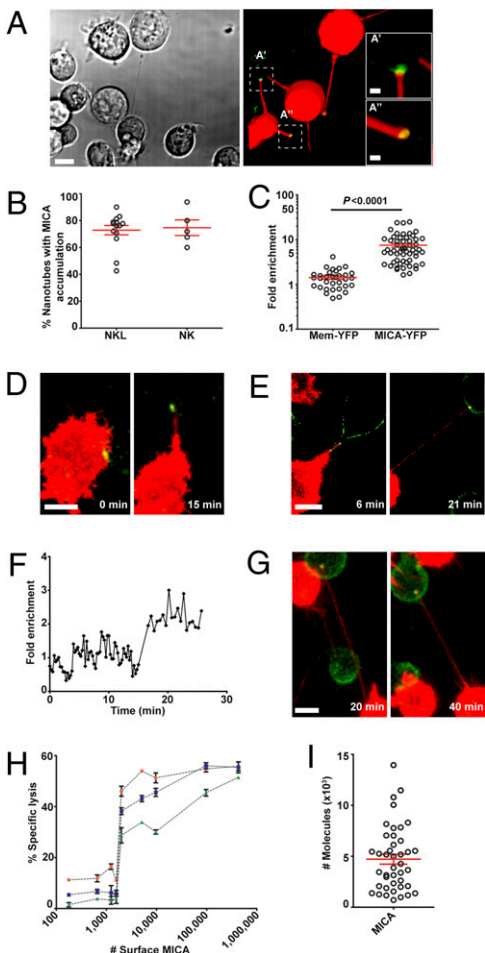 A
A'
A''
A'
A''
B
% Nanotubes with MICA
accumulation
100
80
60
40
20
0
NKL
NK
C
P<0.0001
Fold enrichment
100
10
5
1
0.1
Mem-YFP
MICA-YFP
D
0 min
15 min
E
6 min
21 min
F
Fold enrichment
4
3
2
1
0
0
10
20
30
Time (min)
G
20 min
40 min
H
% Specific lysis
60
40
20
0
100
1,000
10,000
100,000
1,000,000
# Surface MICA
I
# Molecules (x10³)
15
10
5
0
MICA